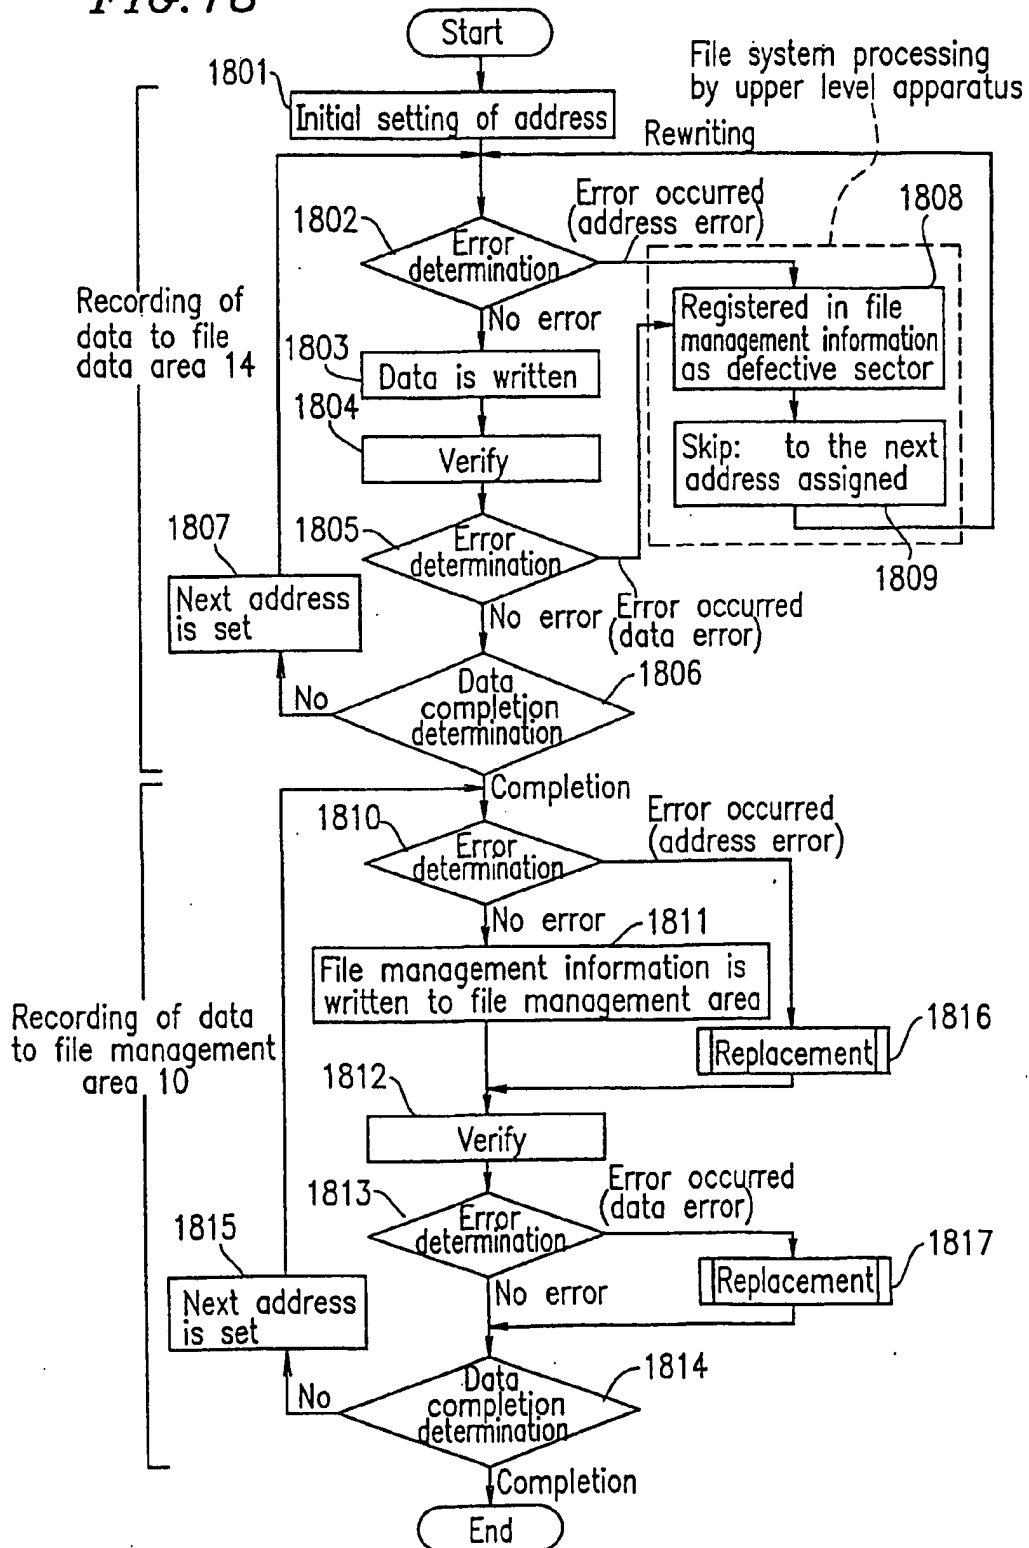 FIG. 18
Start
1801
Initial setting of address
File system processing
by upper level apparatus
Rewriting
1802
Error
determination
Error occurred
(address error)
1808
Registered in file
management information
as defective sector
Skip: to the next
address assigned
1809
Recording of
data to file
data area 14
No error
1803
Data is written
1804
Verify
1805
Error
determination
1807
Next address
is set
No error
Error occurred
(data error)
1806
Data
completion
determination
No
Completion
1810
Error
determination
Error occurred
(address error)
No error
1811
File management information is
written to file management area
Recording of data
to file management
area 10
1816
Replacement
1812
Verify
1813
Error
determination
Error occurred
(data error)
1815
Next address
is set
1817
Replacement
No error
1814
Data
completion
determination
No
Completion
End